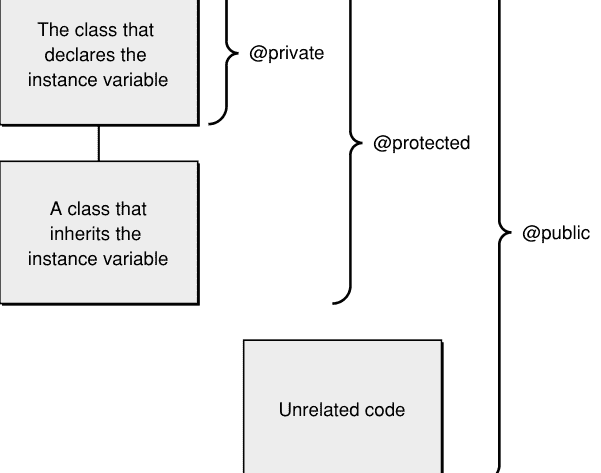 The class that
declares the
instance variable
@private
@protected
A class that
inherits the
instance variable
@public
Unrelated code